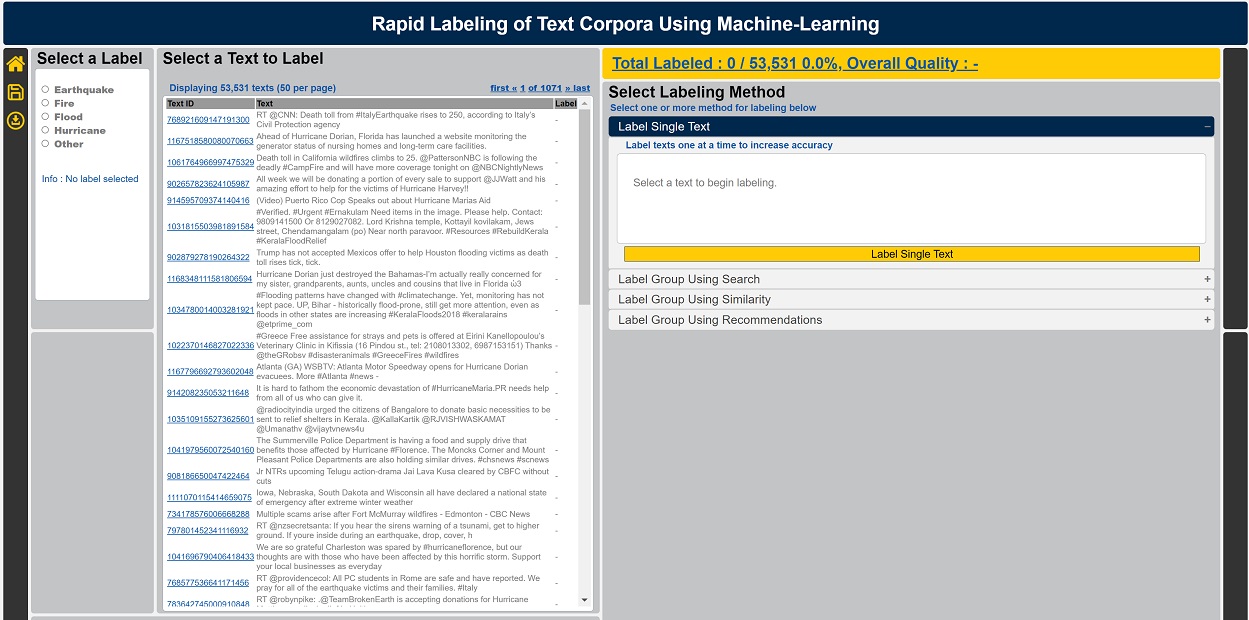 Rapid Labeling of Text Corpora Using Machine-Learning
Select a Label
Earthquake
Fire
Flood
Hurricane
Other
Info : No label selected
Select a Text to Label
Displaying 53,531 texts (50 per page)
first « 1 of 1071 » last
Text ID Text Label
768921609147191300 RT @CNN: Death toll from #ItalyEarthquake rises to 250, according to Italy's
Civil Protection agency -
1167518580080070663 Ahead of Hurricane Dorian, Florida has launched a website monitoring the
generator status of nursing homes and long-term care facilities. -
1061764966997475329 Death toll in California wildfires climbs to 25. @PattersonNBC is following the
deadly #CampFire and will have more coverage tonight on @NBCNightlyNews -
902657823624105987 All week we will be donating a portion of every sale to support @JJWatt and his
amazing effort to help for the victims of Hurricane Harvey!! -
914595709374140416 (Video) Puerto Rico Cop Speaks out about Hurricane Marias Aid -
#Verified. #Urgent #Ernakulam Need items in the image. Please help. Contact:
9809141500 Or 8129027082. Lord Krishna temple, Kottayil kovilakam, Jews
1031815503981891584 street, Chendamangalam (po) Near north paravoor. #Resources #RebuildKerala -
#KeralaFloodRelief
902879278190264322 Trump has not accepted Mexicos offer to help Houston flooding victims as death
toll rises tick, tick. -
1168348111581806594 Hurricane Dorian just destroyed the Bahamas-I'm actually really concerned for
my sister, grandparents, aunts, uncles and cousins that live in Florida ώ3 -
#Flooding patterns have changed with #climatechange. Yet, monitoring has not
1034780014003281921 kept pace. UP, Bihar - historically flood-prone, still get more attention, even as
floods in other states are increasing #KeralaFloods2018 #keralarains -
@etprime_com
#Greece Free assistance for strays and pets is offered at Eirini Kanellopoulou's
1022370146827022336 Veterinary Clinic in Kifissia (16 Pindou st., tel: 2108013302, 6987153151) Thanks -
@theGRobsv #disasteranimals #GreeceFires #wildfires
1167796692793602048 Atlanta (GA) WSBTV: Atlanta Motor Speedway opens for Hurricane Dorian
evacuees. More #Atlanta #news - -
914208235053211648 It is hard to fathom the economic devastation of #HurricaneMaria.PR needs help
from all of us who can give it. -
@radiocityindia urged the citizens of Bangalore to donate basic necessities to be
1035109155273625601 sent to relief shelters in Kerala. @KallaKartik @RJVISHWASKAMAT -
@Umanathv @vijaytvnews4u
The Summerville Police Department is having a food and supply drive that
1041979560072540160 benefits those affected by Hurricane #Florence. The Moncks Corner and Mount -
Pleasant Police Departments are also holding similar drives. #chsnews #scnews
908186650047422464 Jr NTRs upcoming Telugu action-drama Jai Lava Kusa cleared by CBFC without
cuts -
1111070115414659075 Iowa, Nebraska, South Dakota and Wisconsin all have declared a national state
of emergency after extreme winter weather -
734178576006668288 Multiple scams arise after Fort McMurray wildfires - Edmonton - CBC News -
797801452341116932 RT @nzsecretsanta: If you hear the sirens warning of a tsunami, get to higher
ground. If youre inside during an earthquake, drop, cover, h -
We are so grateful Charleston was spared by #hurricaneflorence, but our
1041696790406418433 thoughts are with those who have been affected by this horrific storm. Support -
your local businesses as everyday
768577536641171456 RT @providencecol: All PC students in Rome are safe and have reported. We
pray for all of the earthquake victims and their families. #Italy -
783642745000910848 RT @robynpike: .@TeamBrokenEarth is accepting donations for Hurricane
Total Labeled : 0 / 53,531 0.0%, Overall Quality : -
Select Labeling Method
Select one or more method for labeling below
Label Single Text −
Label texts one at a time to increase accuracy
Select a text to begin labeling.
Label Single Text
Label Group Using Search +
Label Group Using Similarity +
Label Group Using Recommendations +